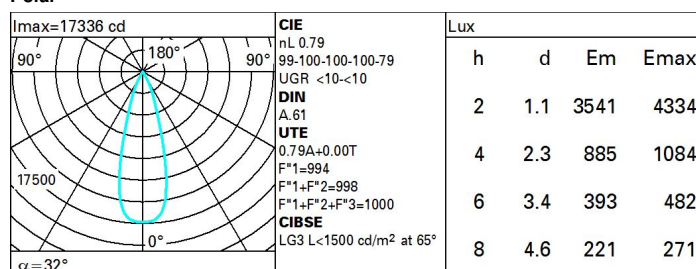 Imax=17336 cd
90° 180° 90°
17500
0°
α=32°
CIE
nL 0.79
99-100-100-100-79
UGR <10-<10
DIN
A.61
UTE
0.79A+0.00T
F"1=994
F"1+F"2=998
F"1+F"2+F"3=1000
CIBSE
LG3 L<1500 cd/m² at 65°
Lux
h d Em Emax
2 1.1 3541 4334
4 2.3 885 1084
6 3.4 393 482
8 4.6 221 271